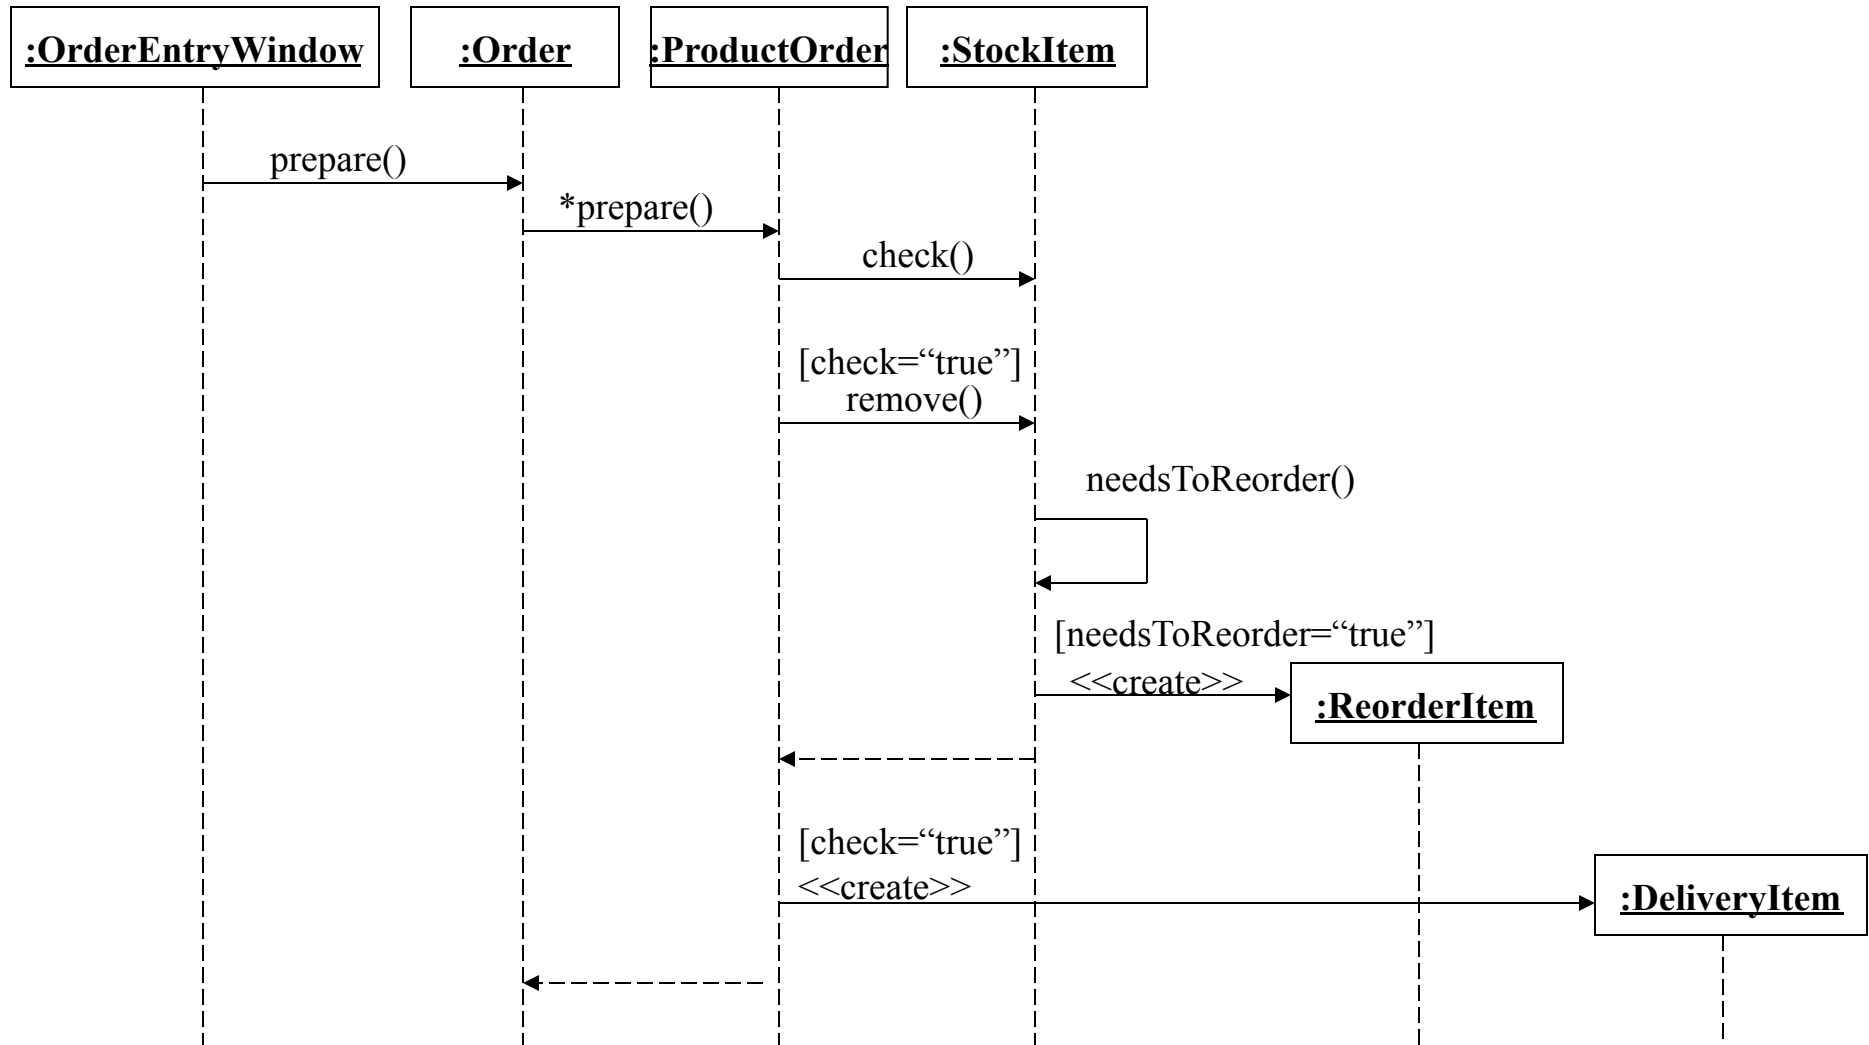 :OrderEntryWindow
:Order
:ProductOrder
:StockItem
prepare()
*prepare()
check()
[check=“true”]
remove()
needsToReorder()
[needsToReorder=“true”]
<<create>>
:ReorderItem
[check=“true”]
<<create>>
:DeliveryItem